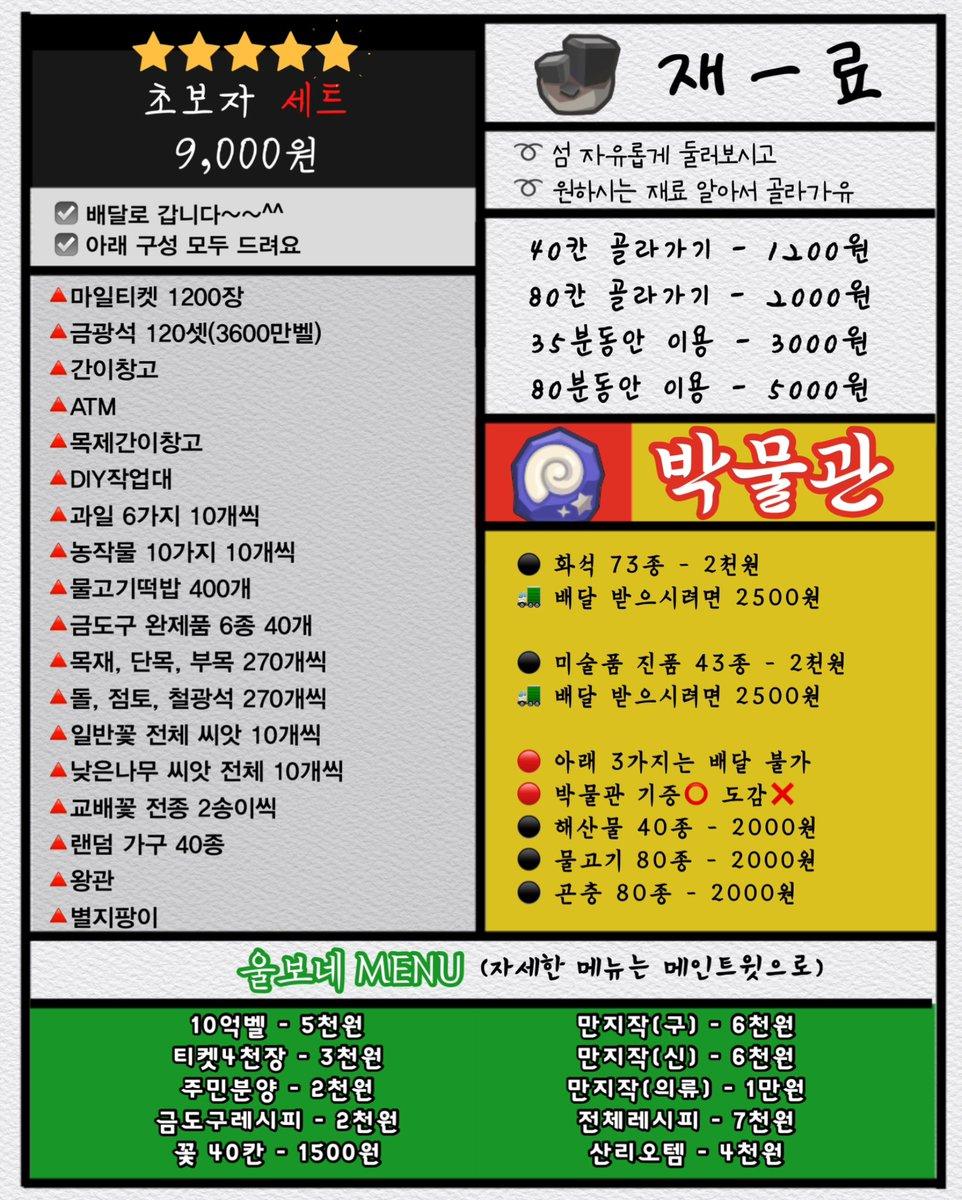 초보자 세트
9,000원
배달로 갑니다~~^^
아래 구성 모두 드려요
마일티켓 1200장
금광석 120셋(3600만벨)
간이창고
ATM
목제간이창고
DIY작업대
과일 6가지 10개씩
농작물 10가지 10개씩
물고기떡밥 400개
금도구 완제품 6종 40개
목재, 단목, 부목 270개씩
돌, 점토, 철광석 270개씩
일반꽃 전체 씨앗 10개씩
낮은나무 씨앗 전체 10개씩
교배꽃 전종 2송이씩
랜덤 가구 40종
왕관
별지팡이
재-료
섬 자유롭게 둘러보시고
원하시는 재료 알아서 골라가유
40칸 골라가기 - 1200원
80칸 골라가기 - 2000원
35분동안 이용 - 3000원
80분동안 이용 - 5000원
박물관
화석 73종 - 2천원
배달 받으시려면 2500원
미술품 진품 43종 - 2천원
배달 받으시려면 2500원
아래 3가지는 배달 불가
박물관 기증⭕ 도감❌
해산물 40종 - 2000원
물고기 80종 - 2000원
곤충 80종 - 2000원
울보네 MENU (자세한 메뉴는 메인트윗으로)
10억벨 - 5천원
티켓4천장 - 3천원
주민분양 - 2천원
금도구레시피 - 2천원
꽃 40칸 - 1500원
만지작(구) - 6천원
만지작(신) - 6천원
만지작(의류) - 1만원
전체레시피 - 7천원
산리오템 - 4천원